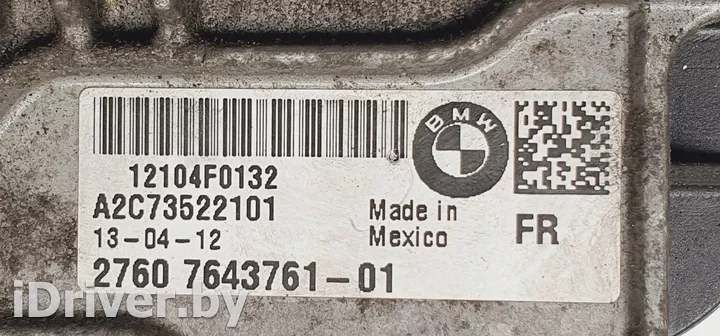 BMW
12104F0132
A2C73522101
Made in
Mexico
FR
13-04-12
2760 7643761-01
iDriver.by